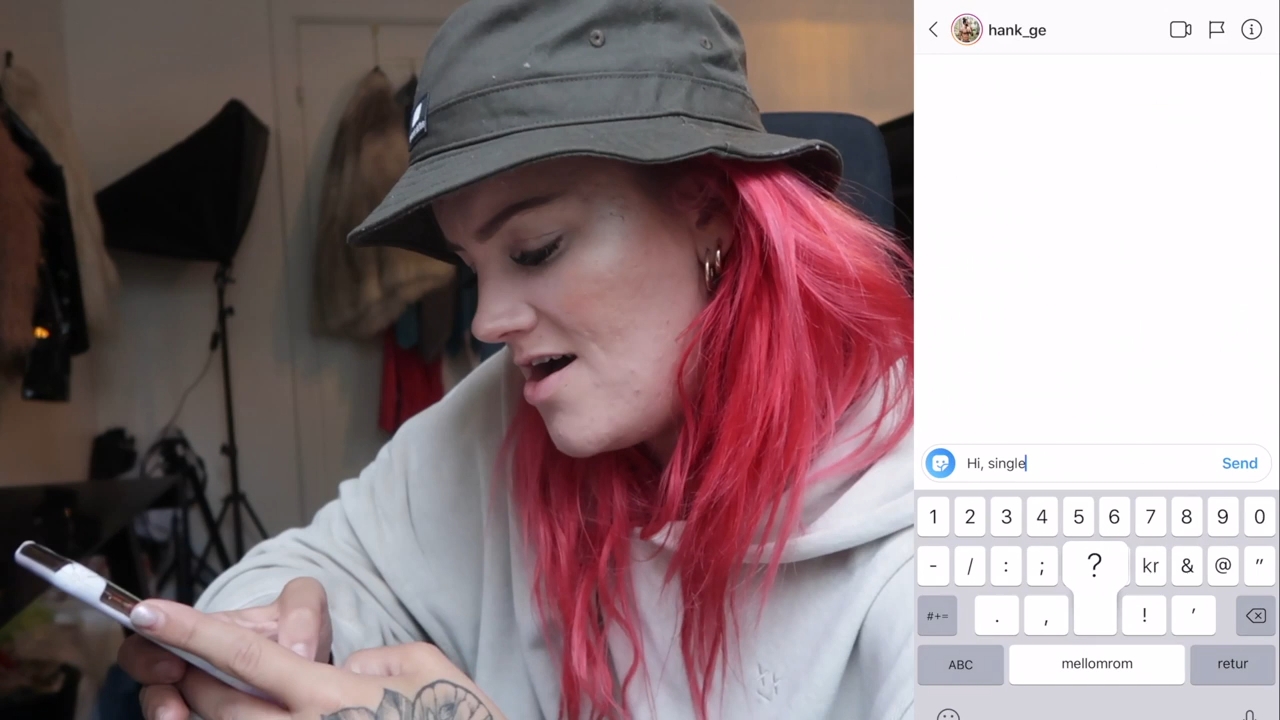 hank_ge
Hi, single
Send
1 2 3 4 5 6 7 8 9 0
- / : ; ? kr & @ "
#+= . , ! '
ABC mellomrom retur